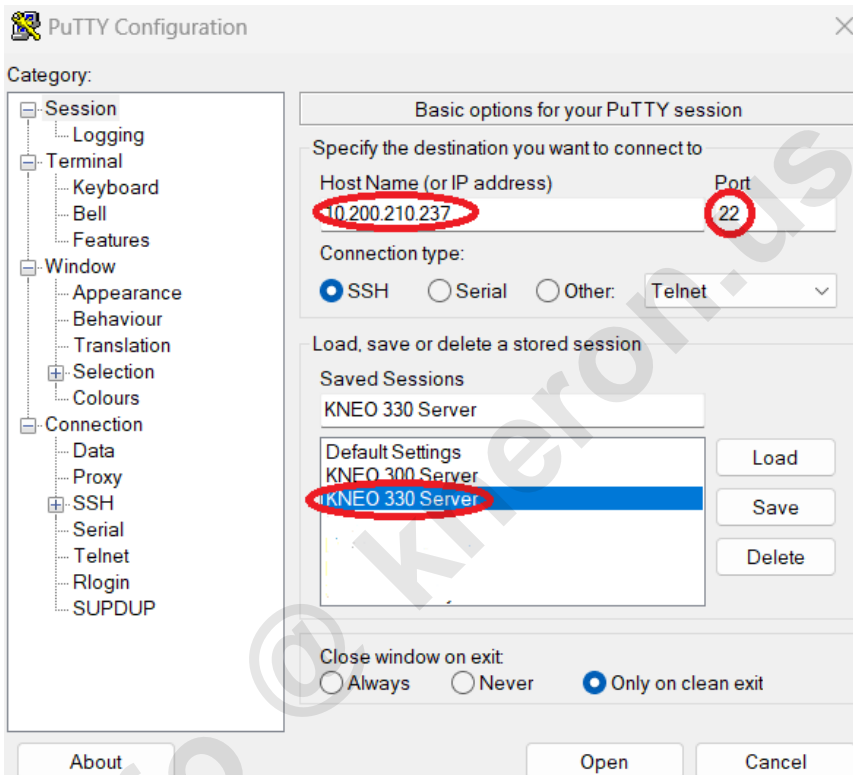 PuTTY Configuration
Category:
Session
Logging
Terminal
Keyboard
Bell
Features
Window
Appearance
Behaviour
Translation
Selection
Colours
Connection
Data
Proxy
SSH
Serial
Telnet
Rlogin
SUPDUP
Basic options for your PuTTY session
Specify the destination you want to connect to
Host Name (or IP address) Port
10.200.210.237 22
Connection type:
SSH Serial Other: Telnet
Load, save or delete a stored session
Saved Sessions
KNEO 330 Server
Default Settings
KNEO 300 Server
KNEO 330 Server
Load
Save
Delete
Close window on exit:
Always Never Only on clean exit
About Open Cancel
@ kneron.us